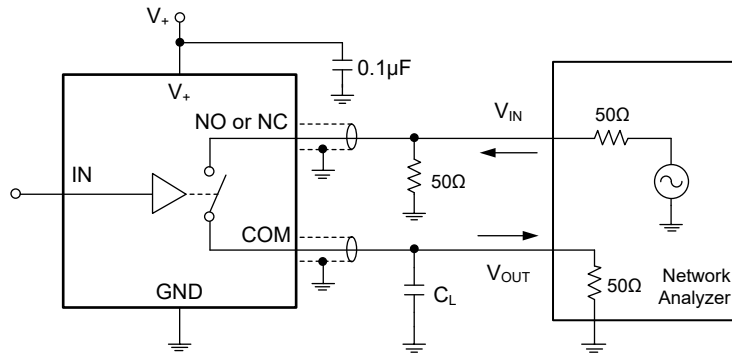 V+
0.1µF
V+
NO or NC
VIN
50Ω
50Ω
IN
COM
VOUT
50Ω
Network
Analyzer
CL
GND